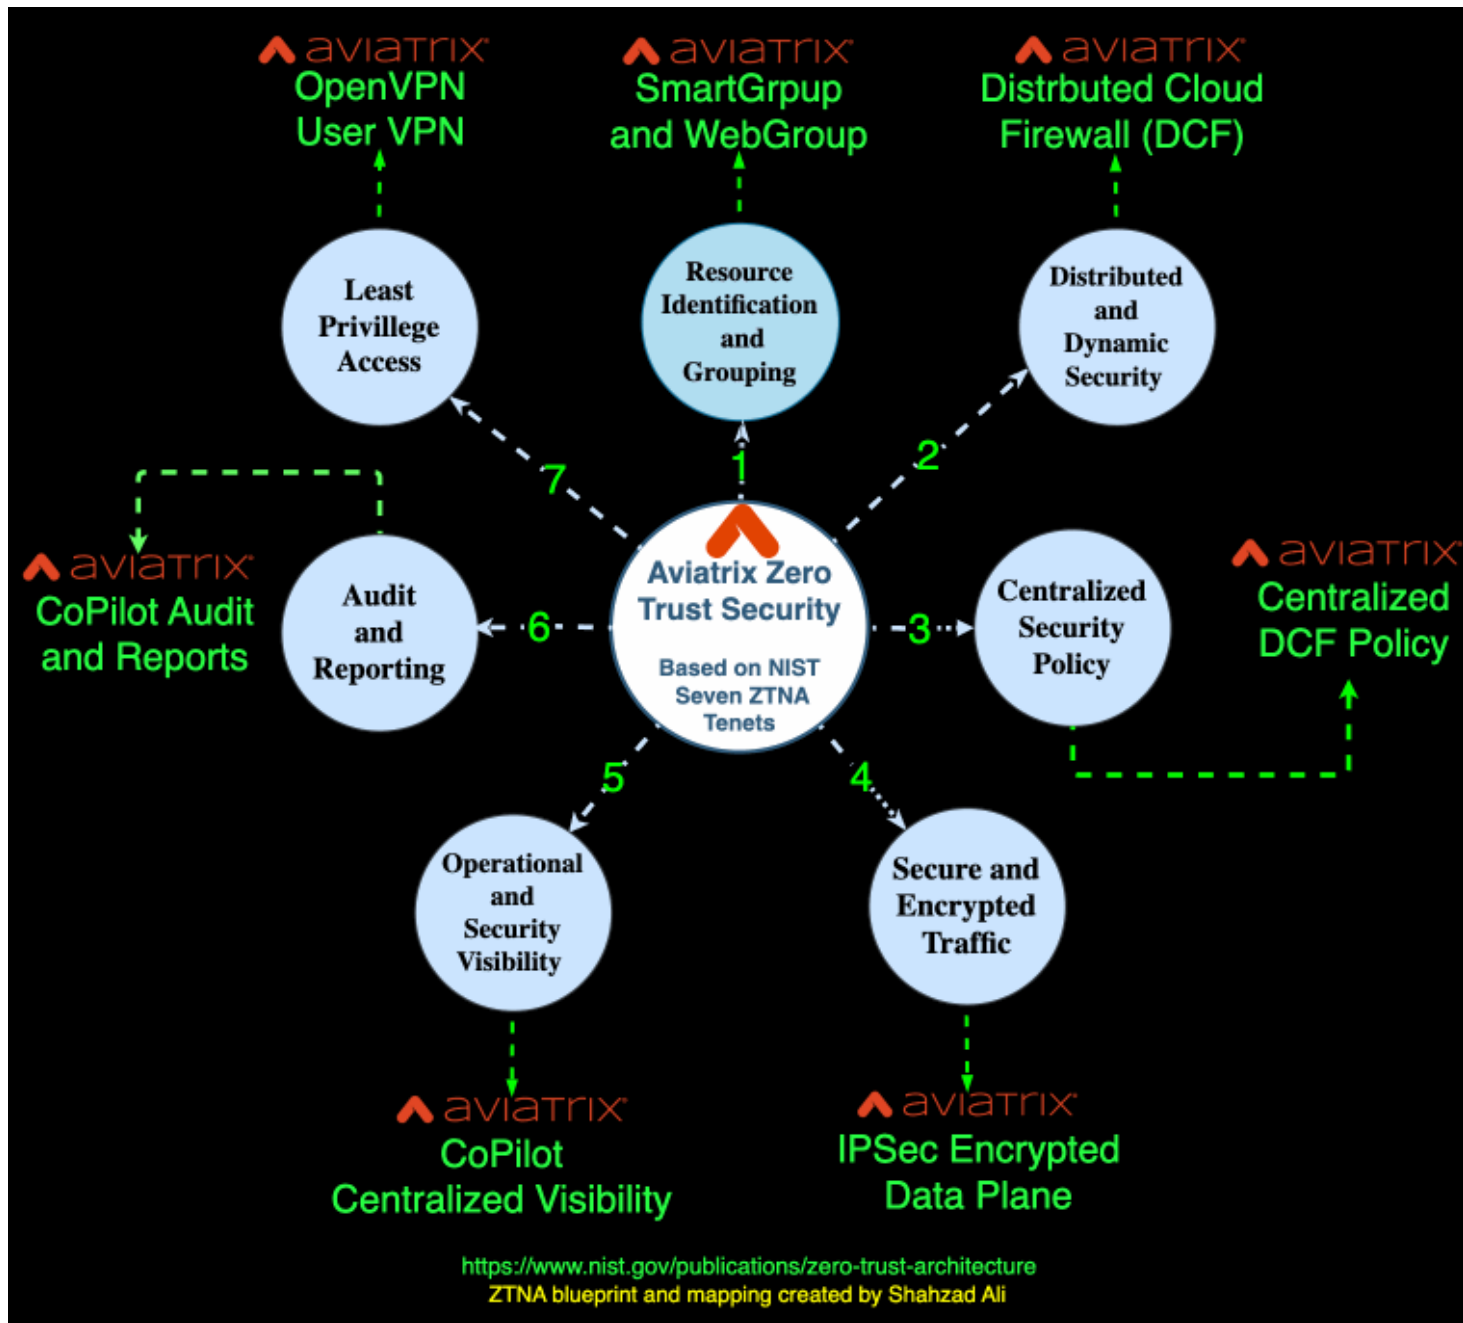 aviatrix
OpenVPN
User VPN
aviatrix
SmartGrpup
and WebGroup
aviatrix
Distrbuted Cloud
Firewall (DCF)
Least
Privillege
Access
Resource
Identification
and
Grouping
Distributed
and
Dynamic
Security
7
1
2
aviatrix
CoPilot Audit
and Reports
Audit
and
Reporting
6
Aviatrix Zero
Trust Security
Based on NIST
Seven ZTNA
Tenets
3
Centralized
Security
Policy
aviatrix
Centralized
DCF Policy
5
4
Operational
and
Security
Visibility
Secure and
Encrypted
Traffic
aviatrix
CoPilot
Centralized Visibility
aviatrix
IPSec Encrypted
Data Plane
https://www.nist.gov/publications/zero-trust-architecture
ZTNA blueprint and mapping created by Shahzad Ali